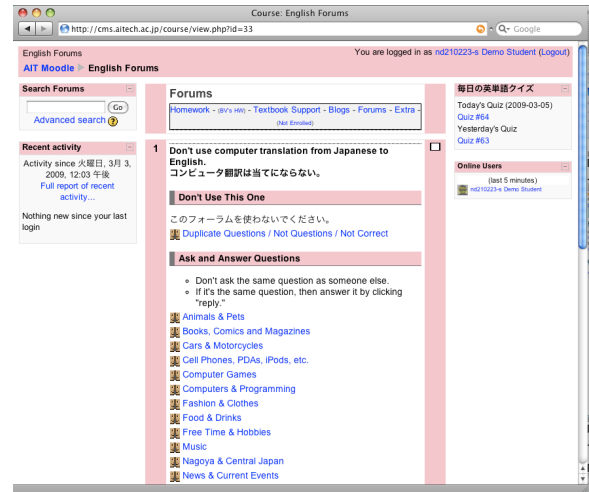 Course: English Forums
http://cms.aitech.ac.jp/course/view.php?id=33
Google
English Forums
You are logged in as nd210223-s Demo Student (Logout)
AIT Moodle ► English Forums
Search Forums
Go
Advanced search ?
Recent activity
Activity since 火曜日, 3月 3,
2009, 12:03 午後
Full report of recent
activity...
Nothing new since your last
login
Forums
Homework - (BV's HW) - Textbook Support - Blogs - Forums - Extra -
(Not Enrolled)
1
Don't use computer translation from Japanese to
English.
コンピュータ翻訳は当てにならない。
Don't Use This One
このフォーラムを使わないでください。
Duplicate Questions / Not Questions / Not Correct
Ask and Answer Questions
Don't ask the same question as someone else.
If it's the same question, then answer it by clicking
"reply."
Animals & Pets
Books, Comics and Magazines
Cars & Motorcycles
Cell Phones, PDAs, iPods, etc.
Computer Games
Computers & Programming
Fashion & Clothes
Food & Drinks
Free Time & Hobbies
Music
Nagoya & Central Japan
News & Current Events
毎日の英単語クイズ
Today's Quiz (2009-03-05)
Quiz #64
Yesterday's Quiz
Quiz #63
Online Users
(last 5 minutes)
nd210223-s Demo Student